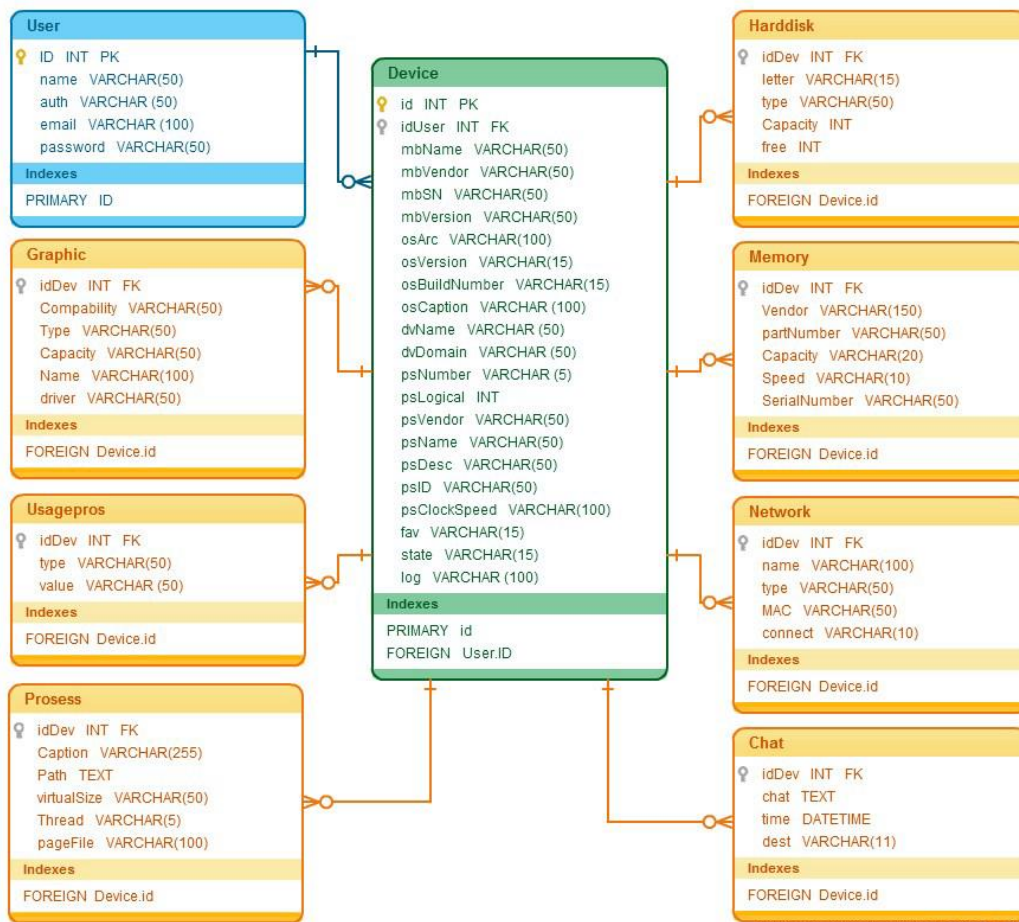 User
ID INT PK
name VARCHAR(50)
auth VARCHAR (50)
email VARCHAR (100)
password VARCHAR(50)
Indexes
PRIMARY ID
Graphic
idDev INT FK
Compability VARCHAR(50)
Type VARCHAR(50)
Capacity VARCHAR(50)
Name VARCHAR(100)
driver VARCHAR(50)
Indexes
FOREIGN Device.id
Usagepros
idDev INT FK
type VARCHAR(50)
value VARCHAR (50)
Indexes
FOREIGN Device.id
Prosess
idDev INT FK
Caption VARCHAR(255)
Path TEXT
virtualSize VARCHAR(50)
Thread VARCHAR(5)
pageFile VARCHAR(100)
Indexes
FOREIGN Device.id
Device
id INT PK
idUser INT FK
mbName VARCHAR(50)
mbVendor VARCHAR(50)
mbSN VARCHAR(50)
mbVersion VARCHAR(50)
osArc VARCHAR(100)
osVersion VARCHAR(15)
osBuildNumber VARCHAR(15)
osCaption VARCHAR (100)
dvName VARCHAR (50)
dvDomain VARCHAR (50)
psNumber VARCHAR (5)
psLogical INT
psVendor VARCHAR(50)
psName VARCHAR(50)
psDesc VARCHAR(50)
psID VARCHAR(50)
psClockSpeed VARCHAR(100)
fav VARCHAR(15)
state VARCHAR(15)
log VARCHAR (100)
Indexes
PRIMARY id
FOREIGN User.ID
Harddisk
idDev INT FK
letter VARCHAR(15)
type VARCHAR(50)
Capacity INT
free INT
Indexes
FOREIGN Device.id
Memory
idDev INT FK
Vendor VARCHAR(150)
partNumber VARCHAR(50)
Capacity VARCHAR(20)
Speed VARCHAR(10)
SerialNumber VARCHAR(50)
Indexes
FOREIGN Device.id
Network
idDev INT FK
name VARCHAR(100)
type VARCHAR(50)
MAC VARCHAR(50)
connect VARCHAR(10)
Indexes
FOREIGN Device.id
Chat
idDev INT FK
chat TEXT
time DATETIME
dest VARCHAR(11)
Indexes
FOREIGN Device.id